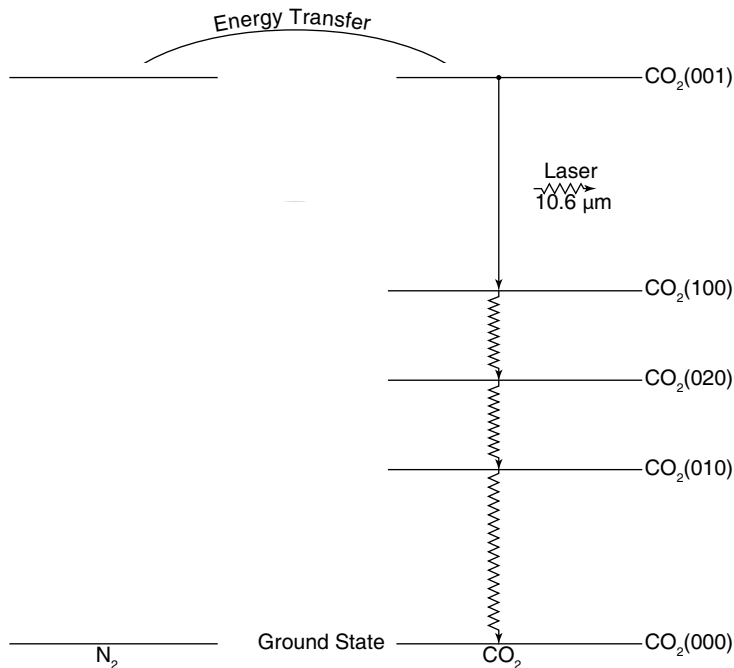 Energy Transfer
CO₂(001)
Laser
10.6 μm
CO₂(100)
CO₂(020)
CO₂(010)
Ground State
CO₂(000)
N₂
CO₂